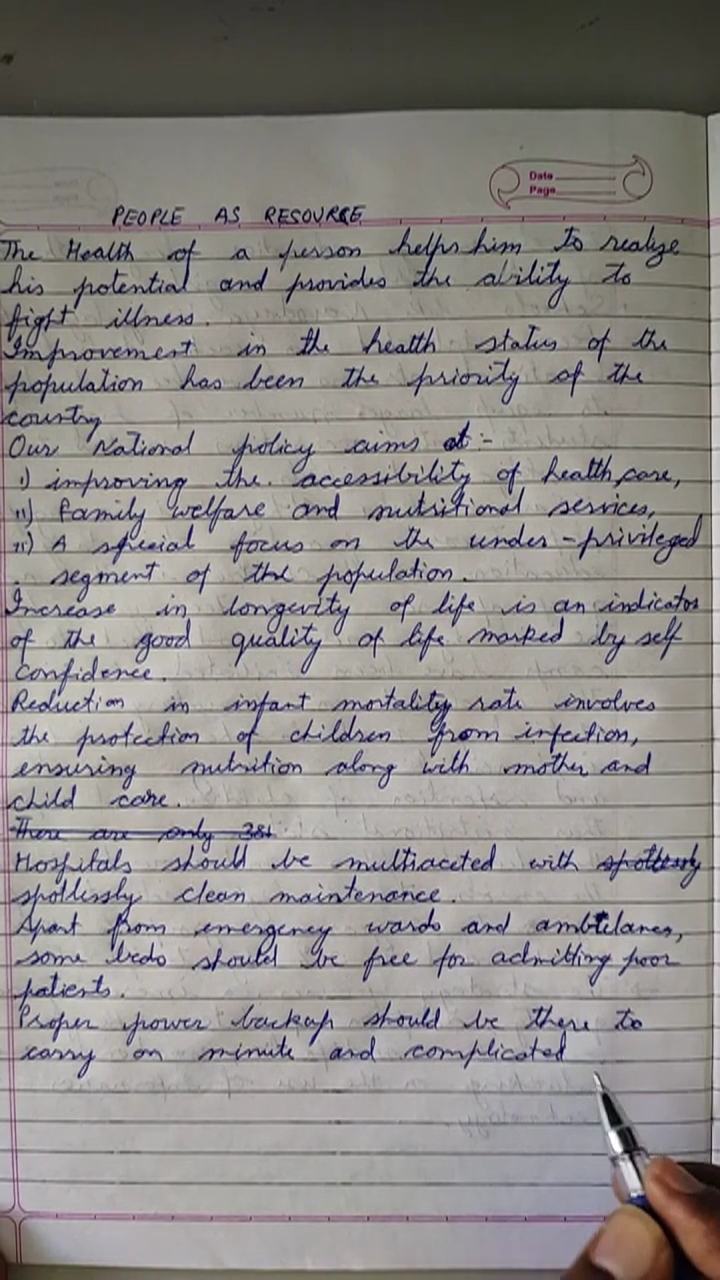 Date
Page
PEOPLE AS RESOURCE
The Health of a person helps him to realize
his potential and provides the ability to
fight illness.
Improvement in the health status of the
population has been the priority of the
country
Our National policy aims at :-
i) improving the accessibility of health care,
ii) family welfare and nutritional services,
iii) A special focus on the under-privileged
segment of the population.
Increase in longevity of life is an indicator
of the good quality of life marked by self
confidence.
Reduction in infant mortality rate involves
the protection of children from infection,
ensuring nutrition along with mother and
child care.
There are only 381
Hospitals should be multiaceted with spotlessly
spotlessly clean maintenance.
Apart from emergency wards and ambulances,
some beds should be free for admitting poor
patients.
Proper power backup should be there to
carry on minute and complicated